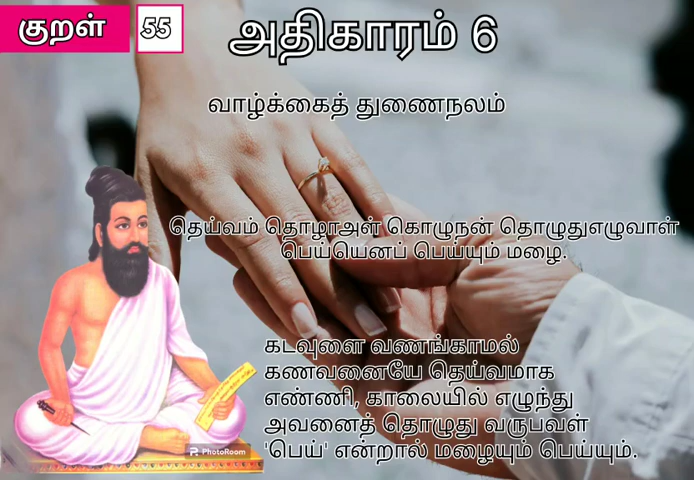 குறள் 55
அதிகாரம் 6
வாழ்க்கைத் துணைநலம்
தெய்வம் தொழாஅள் கொழுநன் தொழுதுஎழுவாள்
பெய்யெனப் பெய்யும் மழை.
கடவுளை வணங்காமல்
கணவனையே தெய்வமாக
எண்ணி, காலையில் எழுந்து
அவனைத் தொழுது வருபவள்
'பெய்' என்றால் மழையும் பெய்யும்.
PhotoRoom